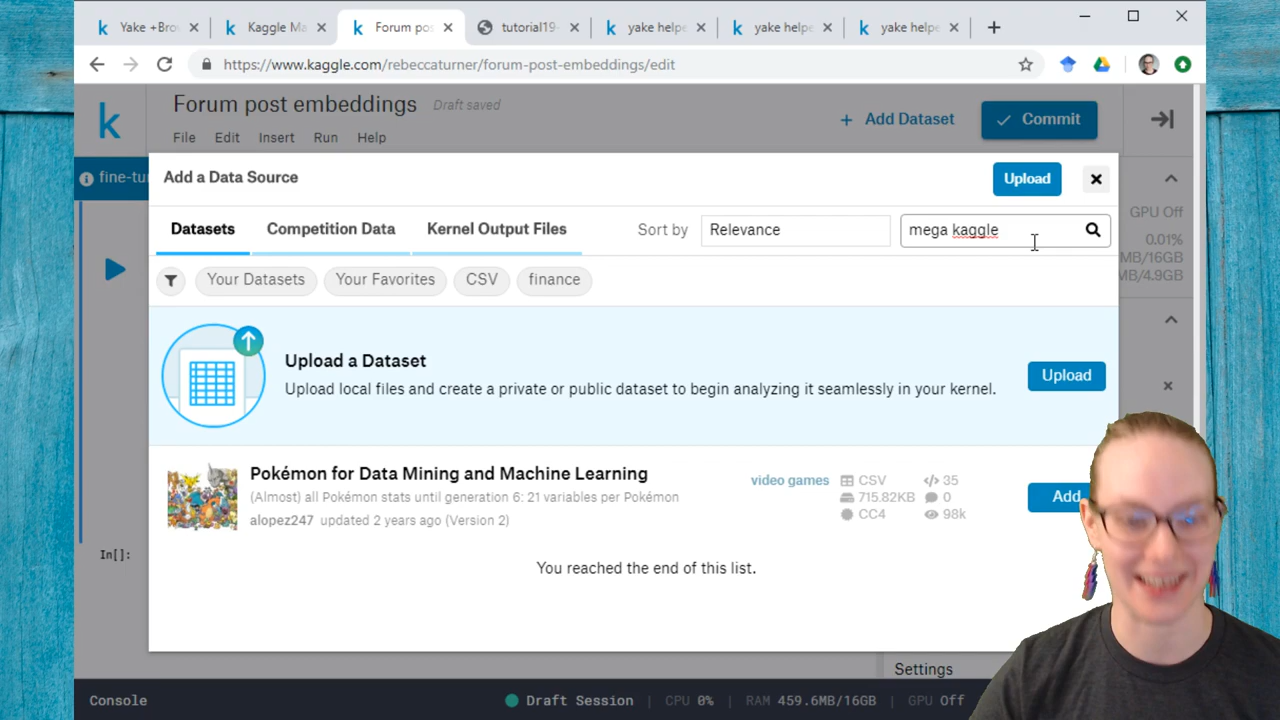 Yake +Bro
Kaggle Ma
Forum pos
tutorial19-
yake helpe
yake helpe
yake helpe
https://www.kaggle.com/rebeccaturner/forum-post-embeddings/edit
k
Forum post embeddings
Draft saved
+ Add Dataset
Commit
File
Edit
Insert
Run
Help
fine-tu
Add a Data Source
Upload
GPU Off
0.01%
MB/16GB
MB/4.9GB
Datasets
Competition Data
Kernel Output Files
Sort by
Relevance
mega kaggle
Your Datasets
Your Favorites
CSV
finance
Upload a Dataset
Upload local files and create a private or public dataset to begin analyzing it seamlessly in your kernel.
Upload
Pokémon for Data Mining and Machine Learning
(Almost) all Pokémon stats until generation 6: 21 variables per Pokémon
alopez247 updated 2 years ago (Version 2)
video games
CSV
35
715.82KB
0
CC4
98k
Add
In[]:
You reached the end of this list.
Settings
Console
Draft Session | CPU 0% | RAM 459.6MB/16GB | GPU Off